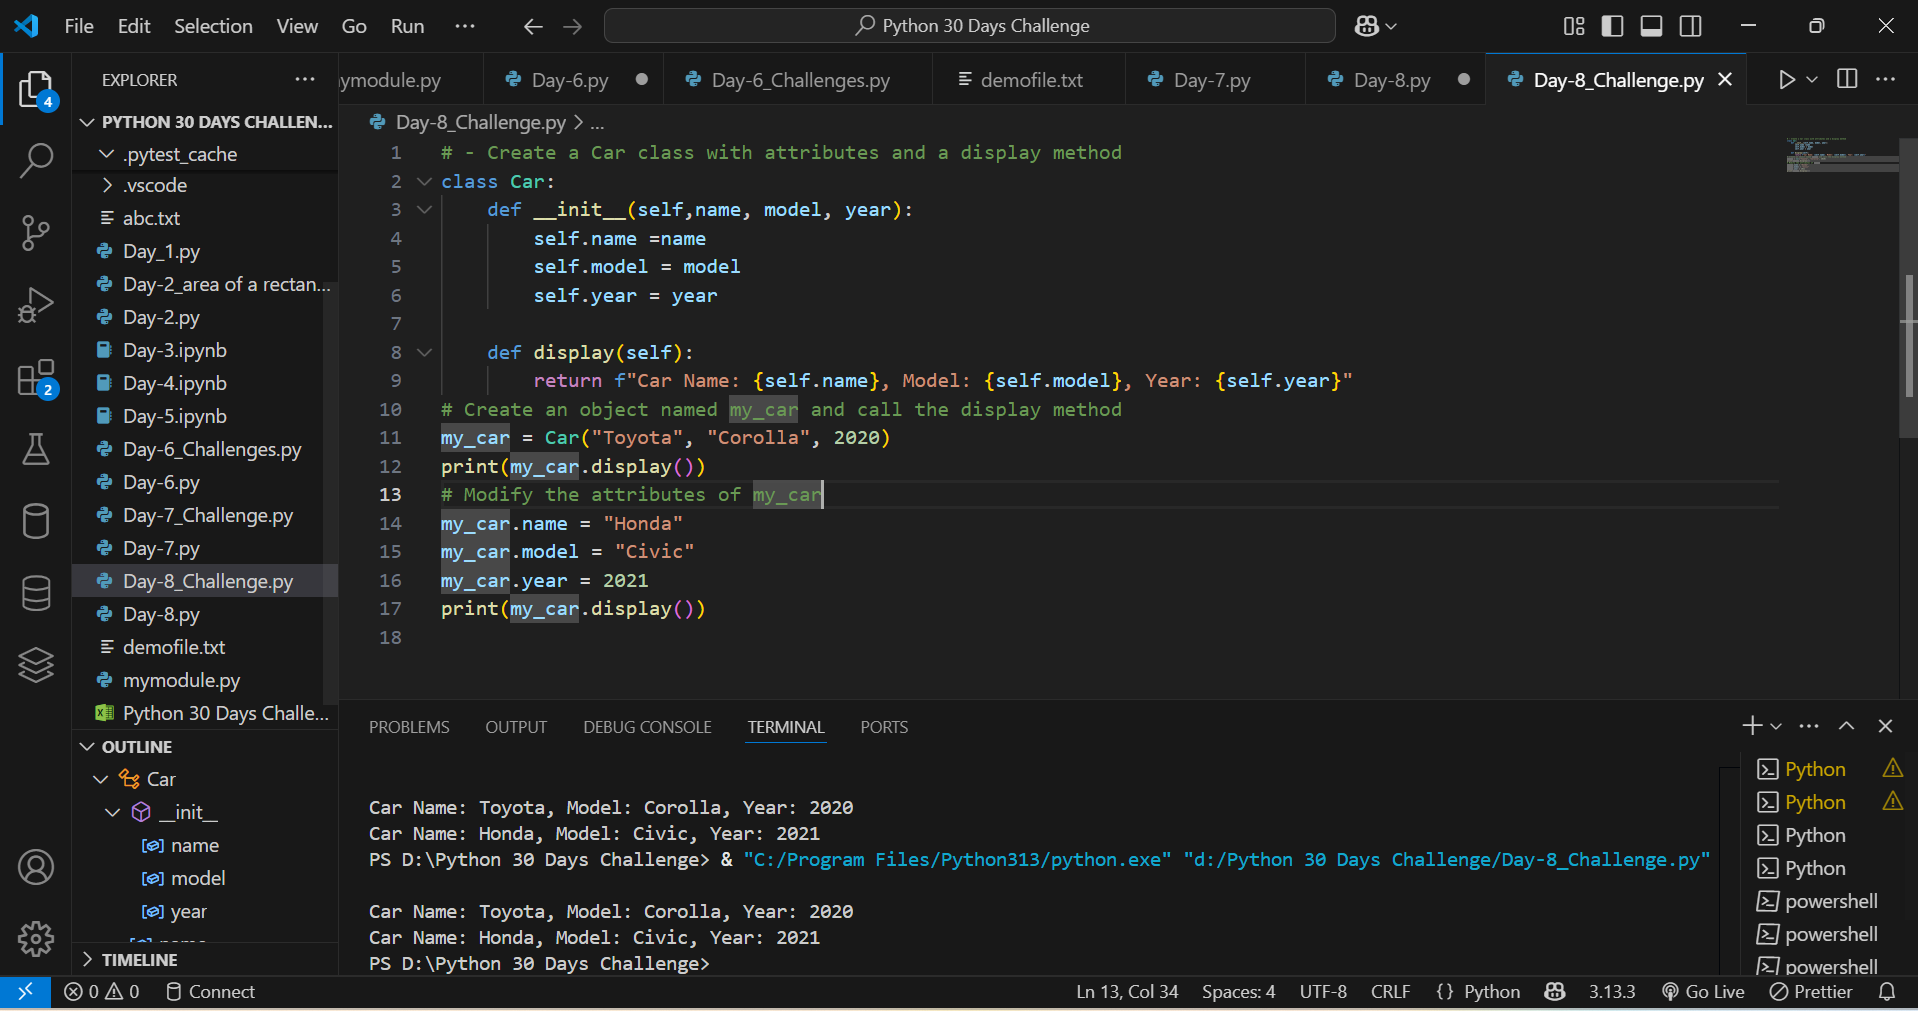 File Edit Selection View Go Run ··· Python 30 Days Challenge
EXPLORER
ymodule.py Day-6.py Day-6_Challenges.py demofile.txt Day-7.py Day-8.py Day-8_Challenge.py
4
PYTHON 30 DAYS CHALLEN...
.pytest_cache
.vscode
abc.txt
Day_1.py
Day-2_area of a rectan...
Day-2.py
Day-3.ipynb
Day-4.ipynb
2
Day-5.ipynb
Day-6_Challenges.py
Day-6.py
Day-7_Challenge.py
Day-7.py
Day-8_Challenge.py
Day-8.py
demofile.txt
mymodule.py
Python 30 Days Challe...
OUTLINE
Car
__init__
name
model
year
TIMELINE
Day-8_Challenge.py > ...
1 # - Create a Car class with attributes and a display method
2 class Car:
3 def __init__(self,name, model, year):
4 self.name =name
5 self.model = model
6 self.year = year
7
8 def display(self):
9 return f"Car Name: {self.name}, Model: {self.model}, Year: {self.year}"
10 # Create an object named my_car and call the display method
11 my_car = Car("Toyota", "Corolla", 2020)
12 print(my_car.display())
13 # Modify the attributes of my_car
14 my_car.name = "Honda"
15 my_car.model = "Civic"
16 my_car.year = 2021
17 print(my_car.display())
18
PROBLEMS OUTPUT DEBUG CONSOLE TERMINAL PORTS
Car Name: Toyota, Model: Corolla, Year: 2020
Car Name: Honda, Model: Civic, Year: 2021
PS D:\Python 30 Days Challenge> & "C:/Program Files/Python313/python.exe" "d:/Python 30 Days Challenge/Day-8_Challenge.py"
Car Name: Toyota, Model: Corolla, Year: 2020
Car Name: Honda, Model: Civic, Year: 2021
PS D:\Python 30 Days Challenge>
Python
Python
Python
Python
powershell
powershell
powershell
0 0 Connect Ln 13, Col 34 Spaces: 4 UTF-8 CRLF {} Python 3.13.3 Go Live Prettier